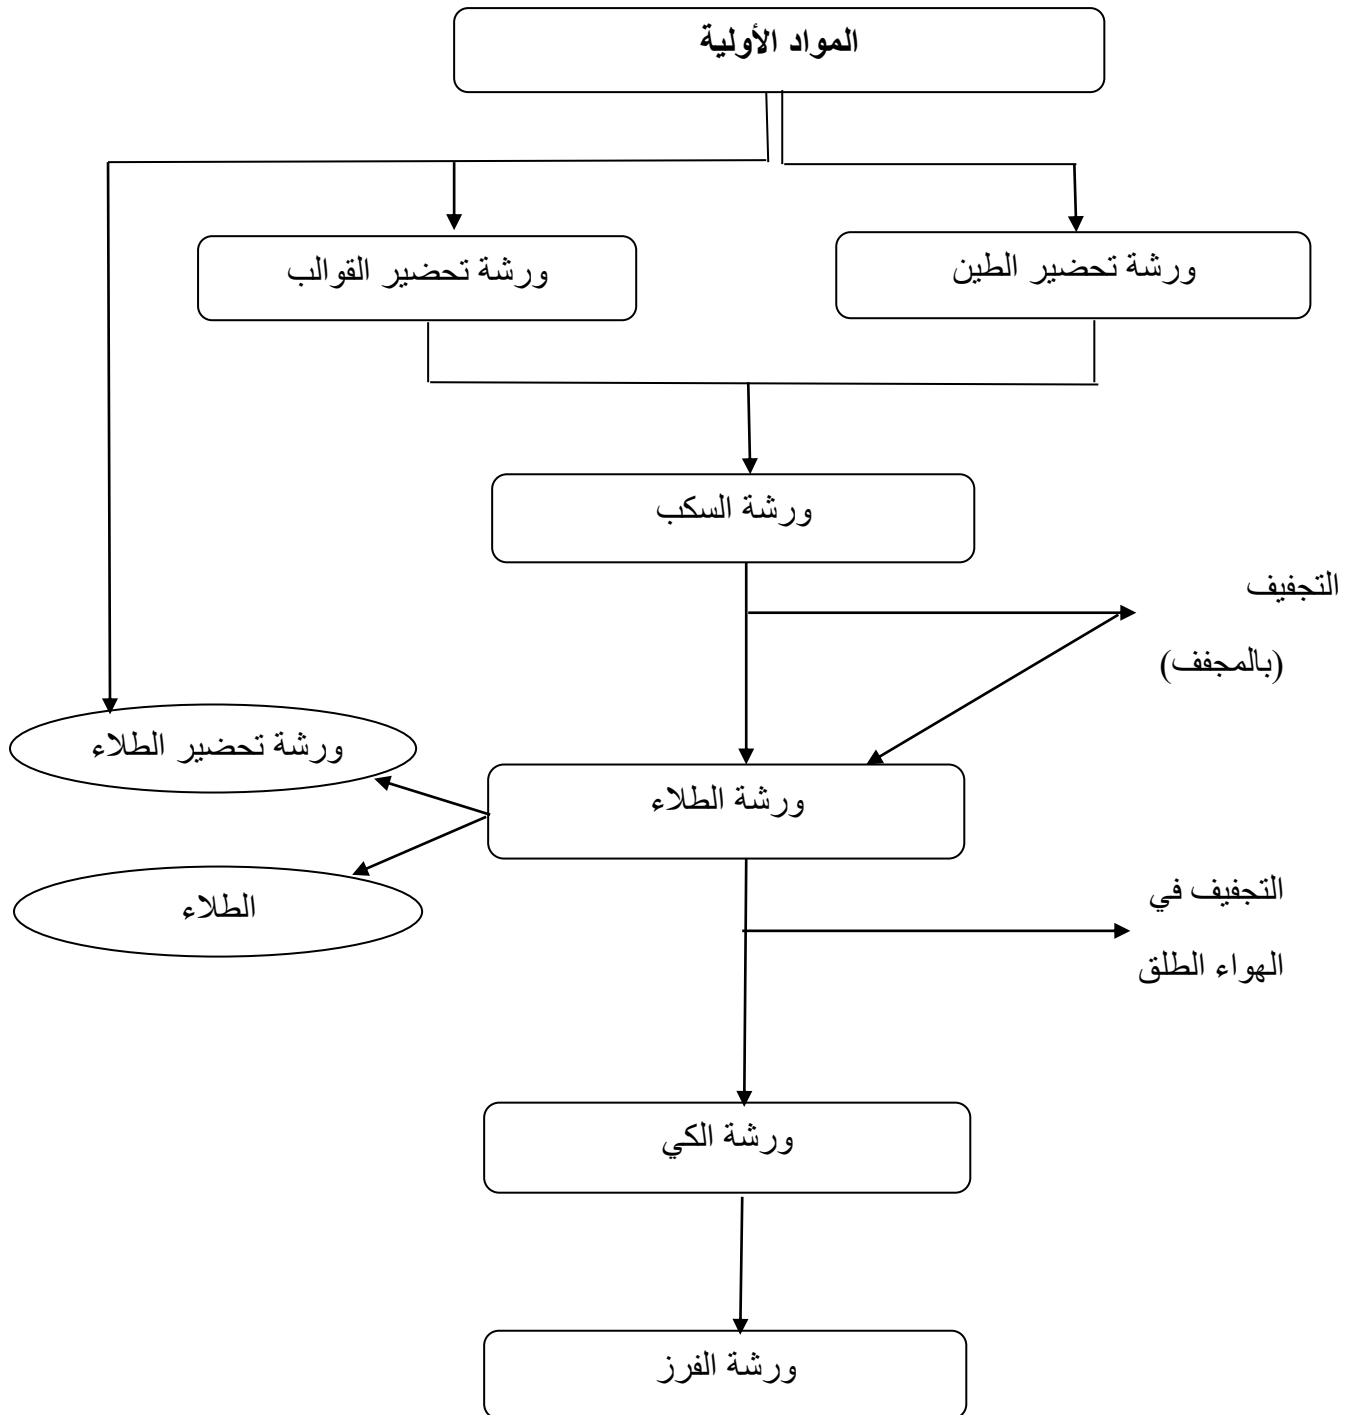 المواد الأولية
ورشة تحضير الطين
ورشة تحضير القوالب
ورشة السكب
التجفيف
(بالمجفف)
ورشة تحضير الطلاء
ورشة الطلاء
الطلاء
التجفيف في
الهواء الطلق
ورشة الكي
ورشة الفرز